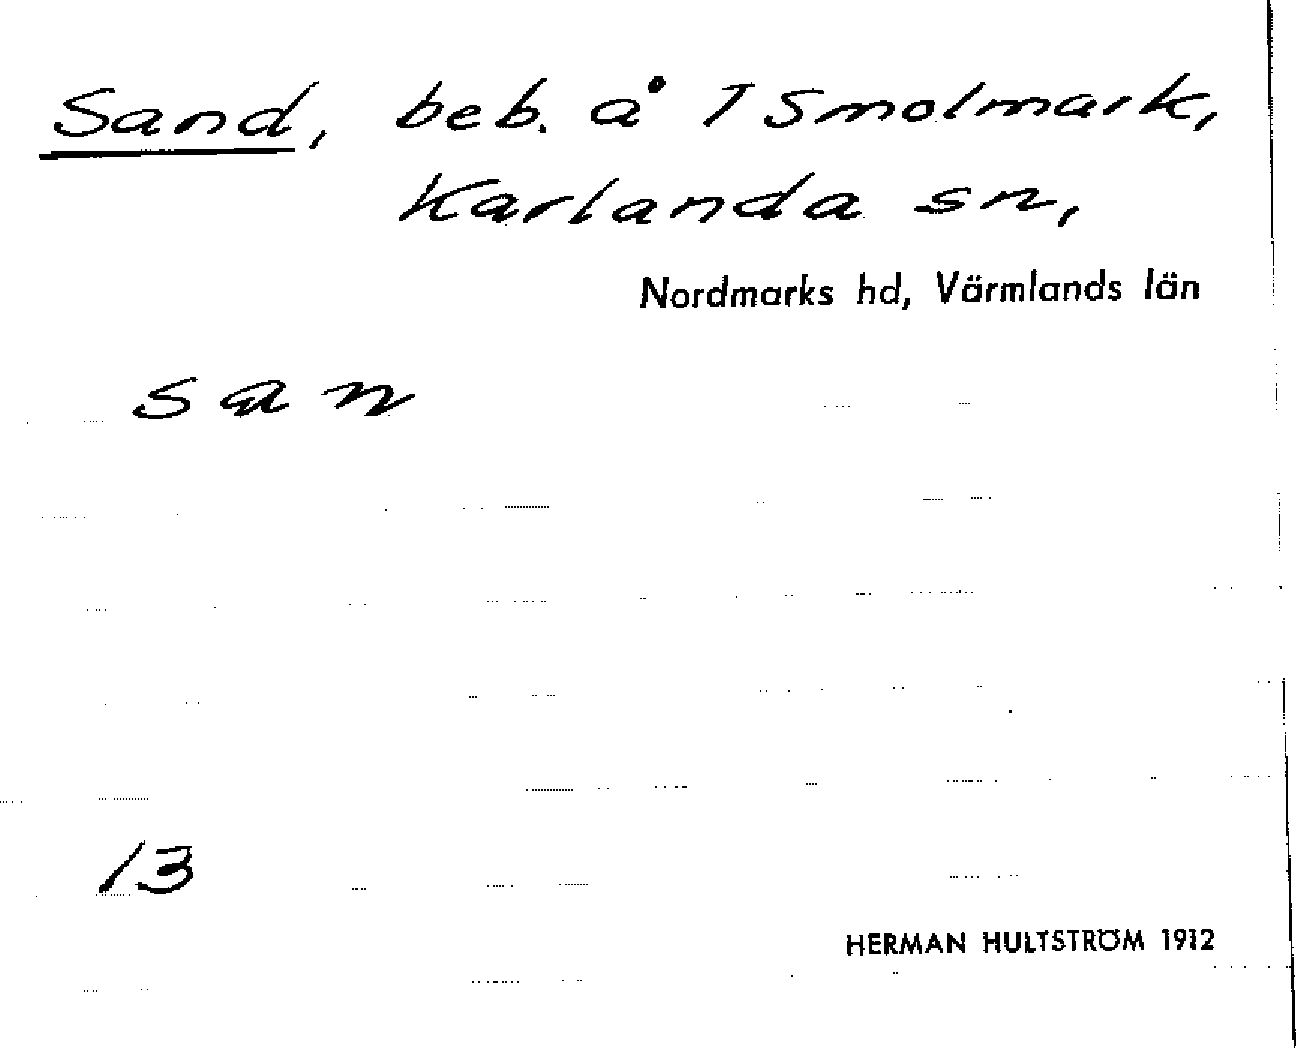 Sand, beb. å 1 Smolmark,
Karlanda sn,
Nordmarks hd, Värmlands län
san
13
HERMAN HULTSTRÖM 1912